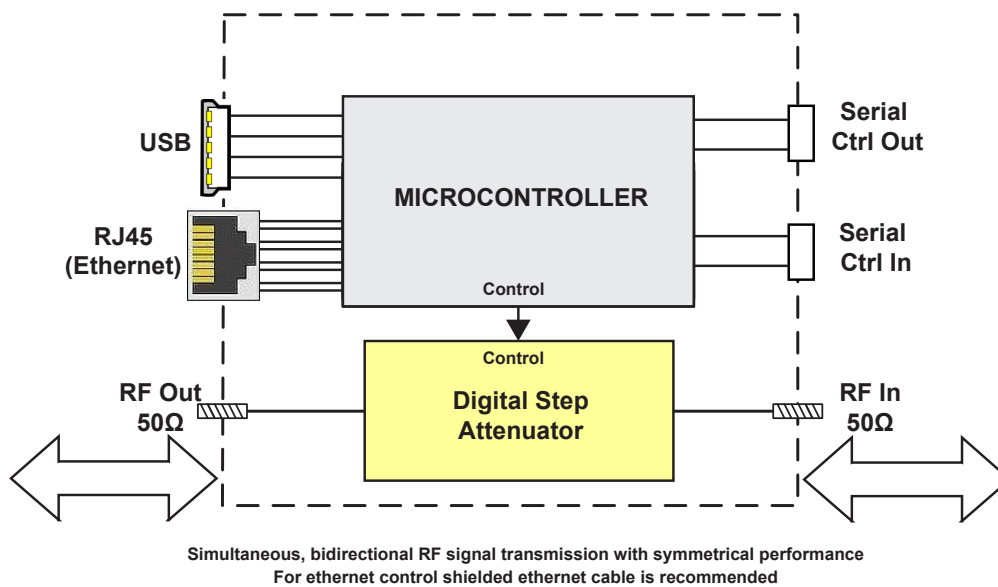 USB
Serial
Ctrl Out
MICROCONTROLLER
RJ45
(Ethernet)
Serial
Ctrl In
Control
Control
RF Out
50Ω
Digital Step
Attenuator
RF In
50Ω
Simultaneous, bidirectional RF signal transmission with symmetrical performance
For ethernet control shielded ethernet cable is recommended